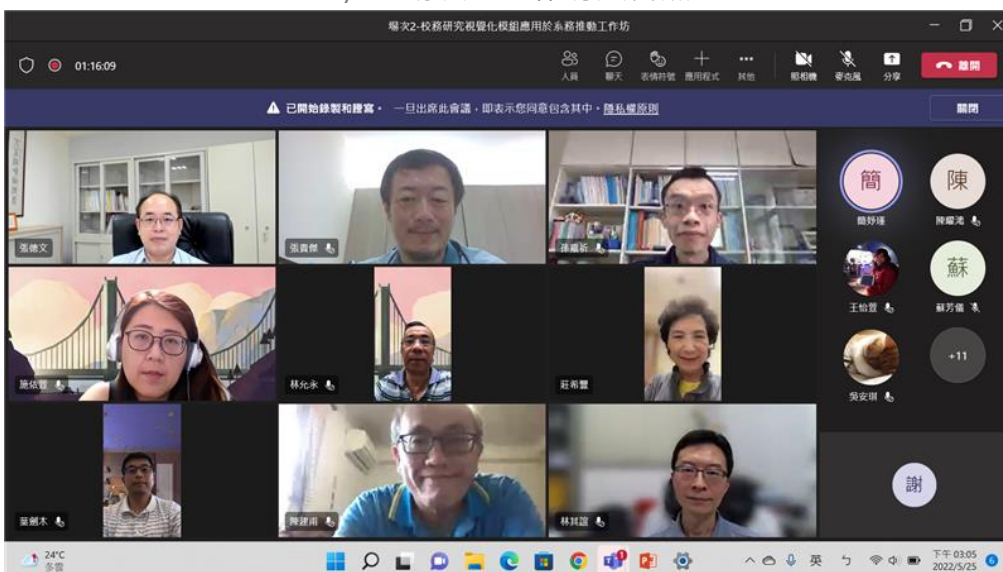 場次2-校務研究視覺化模組應用於系務推動工作坊
01:16:09
人員 聊天 表情符號 應用程式 其他 照相機 麥克風 分享 離開
已開始錄製和謄寫。 一旦出席此會議，即表示您同意包含其中。隱私權原則 關閉
張德文
張貴傑
孫嘉祈
簡
陳
簡妤瑾
陳耀鴻
施依萱
林允永
莊希豐
蘇
王怡萱
蘇芳儀
+11
吳安琪
葉劍木
陳建甫
林其誼
謝
24°C
多雲
英
下午 03:05
2022/5/25
6